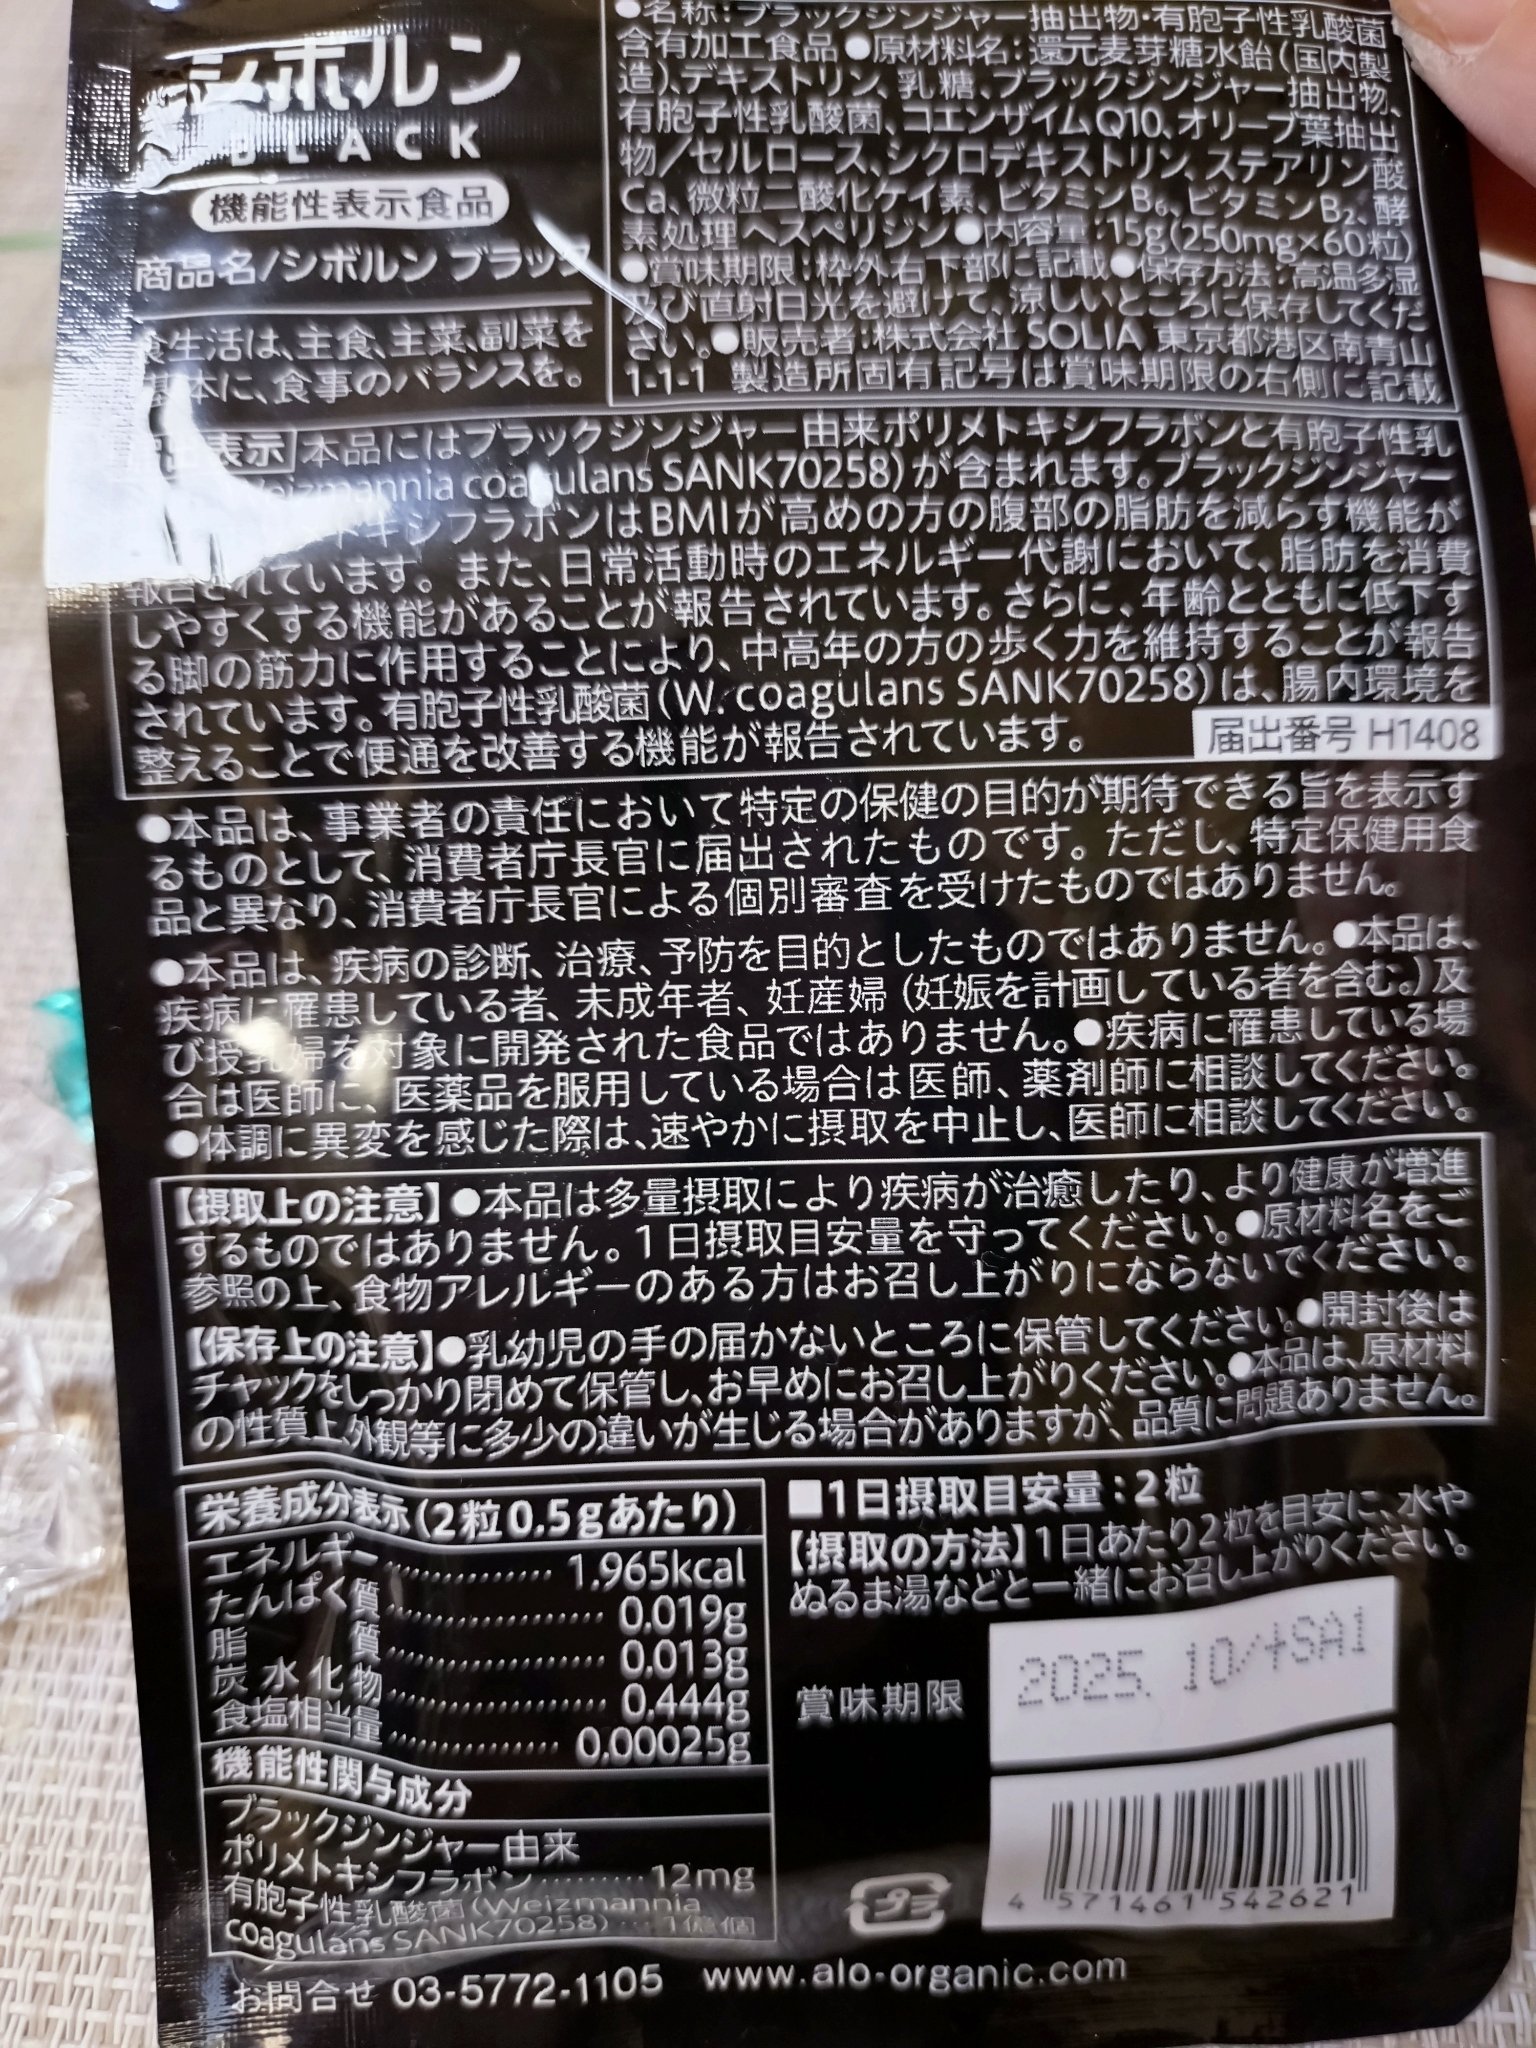 シボルン
BLACK
機能性表示食品
商品名/シボルン ブラック
食生活は、主食、主菜、副菜を
基本に、食事のバランスを。
●名称:ブラックジンジャー抽出物・有胞子性乳酸菌
含有加工食品●原材料名:還元麦芽糖水飴(国内製
造)、デキストリン、乳糖、ブラックジンジャー抽出物、
有胞子性乳酸菌、コエンザイムQ10、オリーブ葉抽出
物/セルロース、シクロデキストリン、ステアリン酸
Ca、微粒二酸化ケイ素、ビタミンB₆、ビタミンB₂、酵
素処理ヘスペリジン●内容量:15g(250mg×60粒)
●賞味期限:枠外右下部に記載●保存方法:高温多湿
及び直射日光を避けて、涼しいところに保存してくだ
さい。●販売者:株式会社 SOLIA 東京都港区南青山
1-1-1 製造所固有記号は賞味期限の右側に記載
届出表示 本品にはブラックジンジャー由来ポリメトキシフラボンと有胞子性乳
Weizmannia coagulans SANK70258)が含まれます。ブラックジンジャー
トキシフラボンはBMIが高めの方の腹部の脂肪を減らす機能が
報告されています。また、日常活動時のエネルギー代謝において、脂肪を消費
しやすくする機能があることが報告されています。さらに、年齢とともに低下す
る脚の筋力に作用することにより、中高年の方の歩く力を維持することが報告
されています。有胞子性乳酸菌(W. coagulans SANK70258)は、腸内環境を
整えることで便通を改善する機能が報告されています。
届出番号 H1408
●本品は、事業者の責任において特定の保健の目的が期待できる旨を表示す
るものとして、消費者庁長官に届出されたものです。ただし、特定保健用食
品と異なり、消費者庁長官による個別審査を受けたものではありません。
●本品は、疾病の診断、治療、予防を目的としたものではありません。●本品は、
疾病に罹患している者、未成年者、妊産婦(妊娠を計画している者を含む。)及
び授乳婦を対象に開発された食品ではありません。●疾病に罹患している場
合は医師に、医薬品を服用している場合は医師、薬剤師に相談してください。
●体調に異変を感じた際は、速やかに摂取を中止し、医師に相談してください。
【摂取上の注意】●本品は多量摂取により疾病が治癒したり、より健康が増進
するものではありません。1日摂取目安量を守ってください。●原材料名をご
参照の上、食物アレルギーのある方はお召し上がりにならないでください。
【保存上の注意】●乳幼児の手の届かないところに保管してください。●開封後は
チャックをしっかり閉めて保管し、お早めにお召し上がりください。●本品は、原材料
の性質上外観等に多少の違いが生じる場合がありますが、品質に問題ありません。
栄養成分表示(2粒0.5gあたり)
エネルギー…………1.965kcal
たんぱく質…………0.019g
脂質…………0.013g
炭水化物…………0.444g
食塩相当量…………0.00025g
機能性関与成分
ブラックジンジャー由来
ポリメトキシフラボン………12mg
有胞子性乳酸菌(Weizmannia
coagulans SANK70258)…1億個
■1日摂取目安量:2粒
【摂取の方法】1日あたり2粒を目安に、水や
ぬるま湯などと一緒にお召し上がりください。
賞味期限
2025.10/+SA1
4 571461 542621
プラ
お問合せ 03-5772-1105 www.alo-organic.com